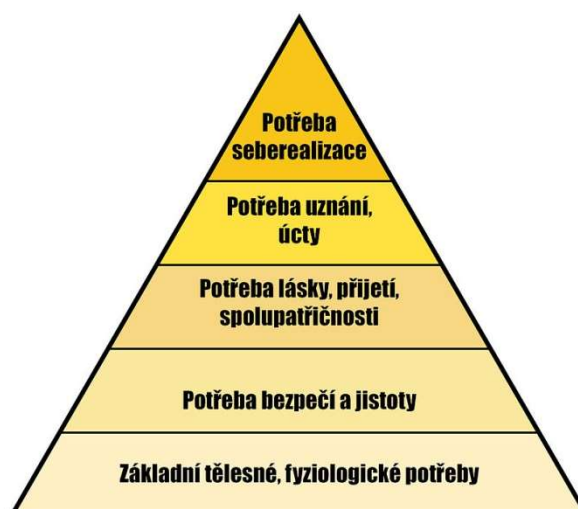 Potřeba
seberealizace
Potřeba uznání,
úcty
Potřeba lásky, přijetí,
spolupatřičnosti
Potřeba bezpečí a jistoty
Základní tělesné, fyziologické potřeby